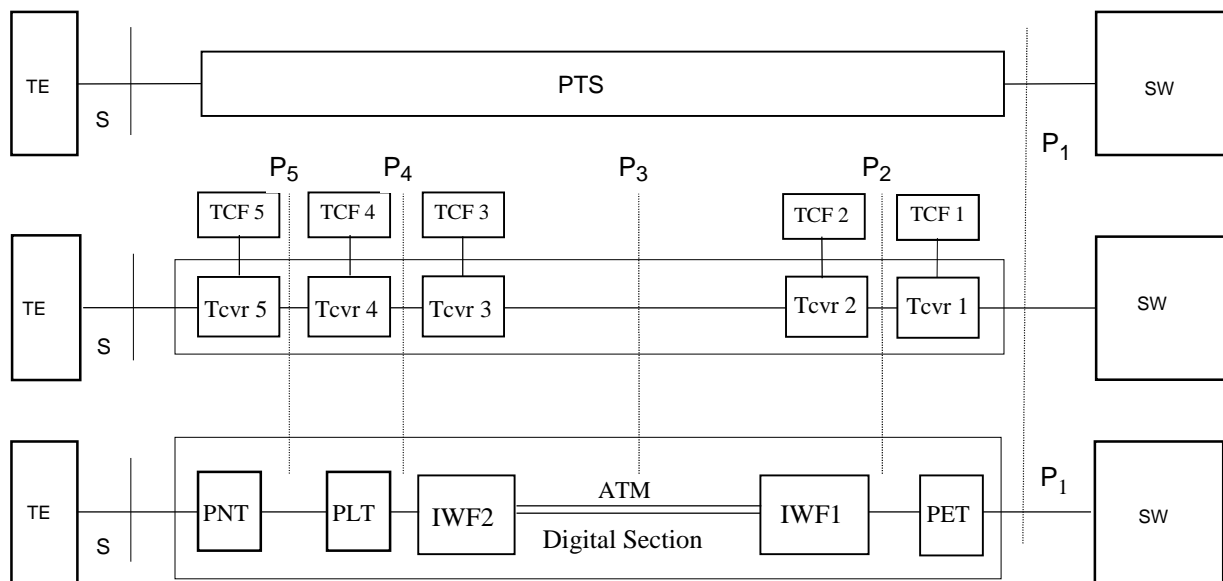 TE
S
PTS
P1
SW
P5
P4
P3
P2
TCF 5
TCF 4
TCF 3
TCF 2
TCF 1
TE
S
Tcvr 5
Tcvr 4
Tcvr 3
Tcvr 2
Tcvr 1
SW
TE
S
PNT
PLT
IWF2
ATM
Digital Section
IWF1
PET
P1
SW